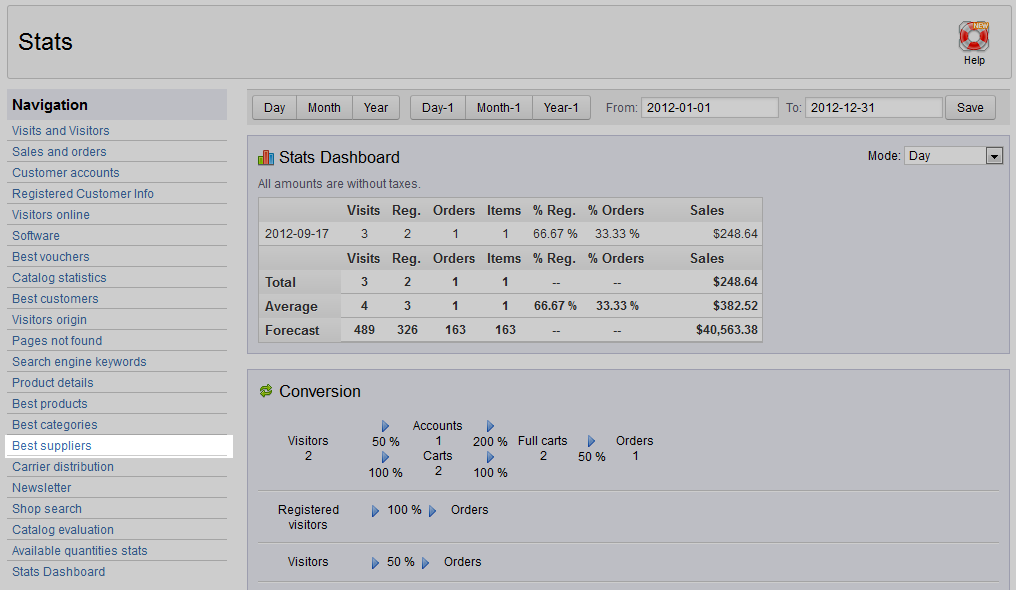 Stats
NEW
Help
Navigation
Visits and Visitors
Sales and orders
Customer accounts
Registered Customer Info
Visitors online
Software
Best vouchers
Catalog statistics
Best customers
Visitors origin
Pages not found
Search engine keywords
Product details
Best products
Best categories
Best suppliers
Carrier distribution
Newsletter
Shop search
Catalog evaluation
Available quantities stats
Stats Dashboard
Day Month Year Day-1 Month-1 Year-1 From: 2012-01-01 To: 2012-12-31 Save
Stats Dashboard Mode: Day
All amounts are without taxes.
Visits Reg. Orders Items % Reg. % Orders Sales
2012-09-17 3 2 1 1 66.67 % 33.33 % $248.64
Visits Reg. Orders Items % Reg. % Orders Sales
Total 3 2 1 1 -- -- $248.64
Average 4 3 1 1 66.67 % 33.33 % $382.52
Forecast 489 326 163 163 -- -- $40,563.38
Conversion
Accounts
Visitors 50 % 1 200 % Full carts Orders
2 Carts 2 50 % 1
100 % 2 100 %
Registered 100 % Orders
visitors
Visitors 50 % Orders